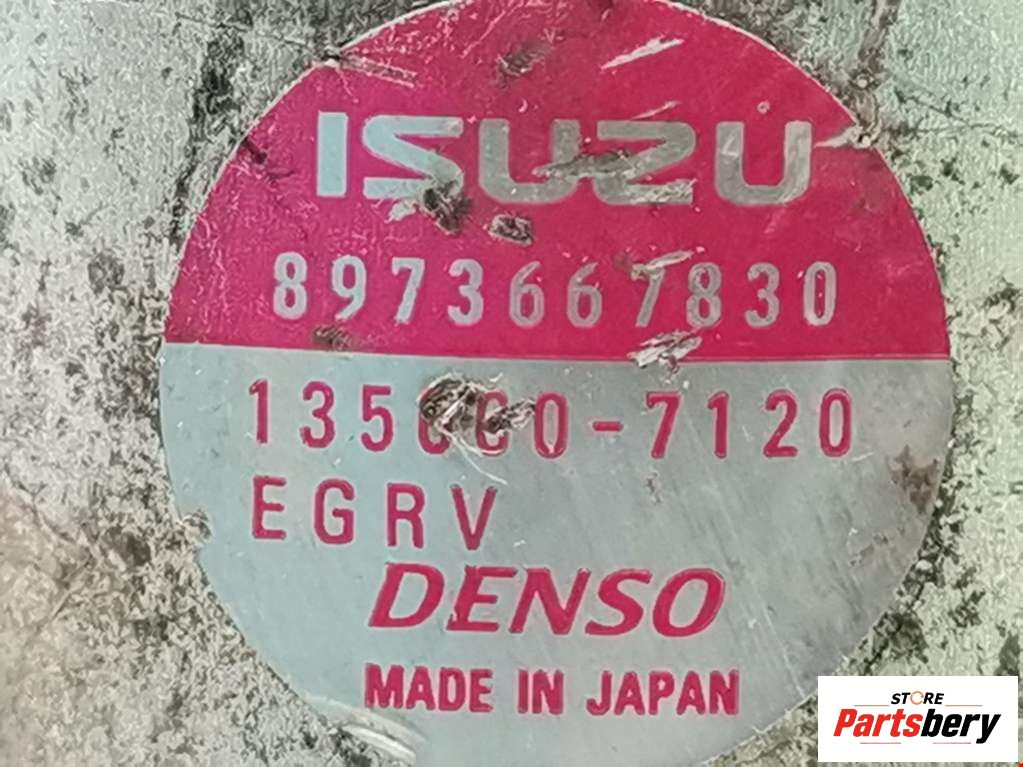 ISUZU
8973667830
135000-7120
EGRV
DENSO
MADE IN JAPAN
STORE
Partsbery